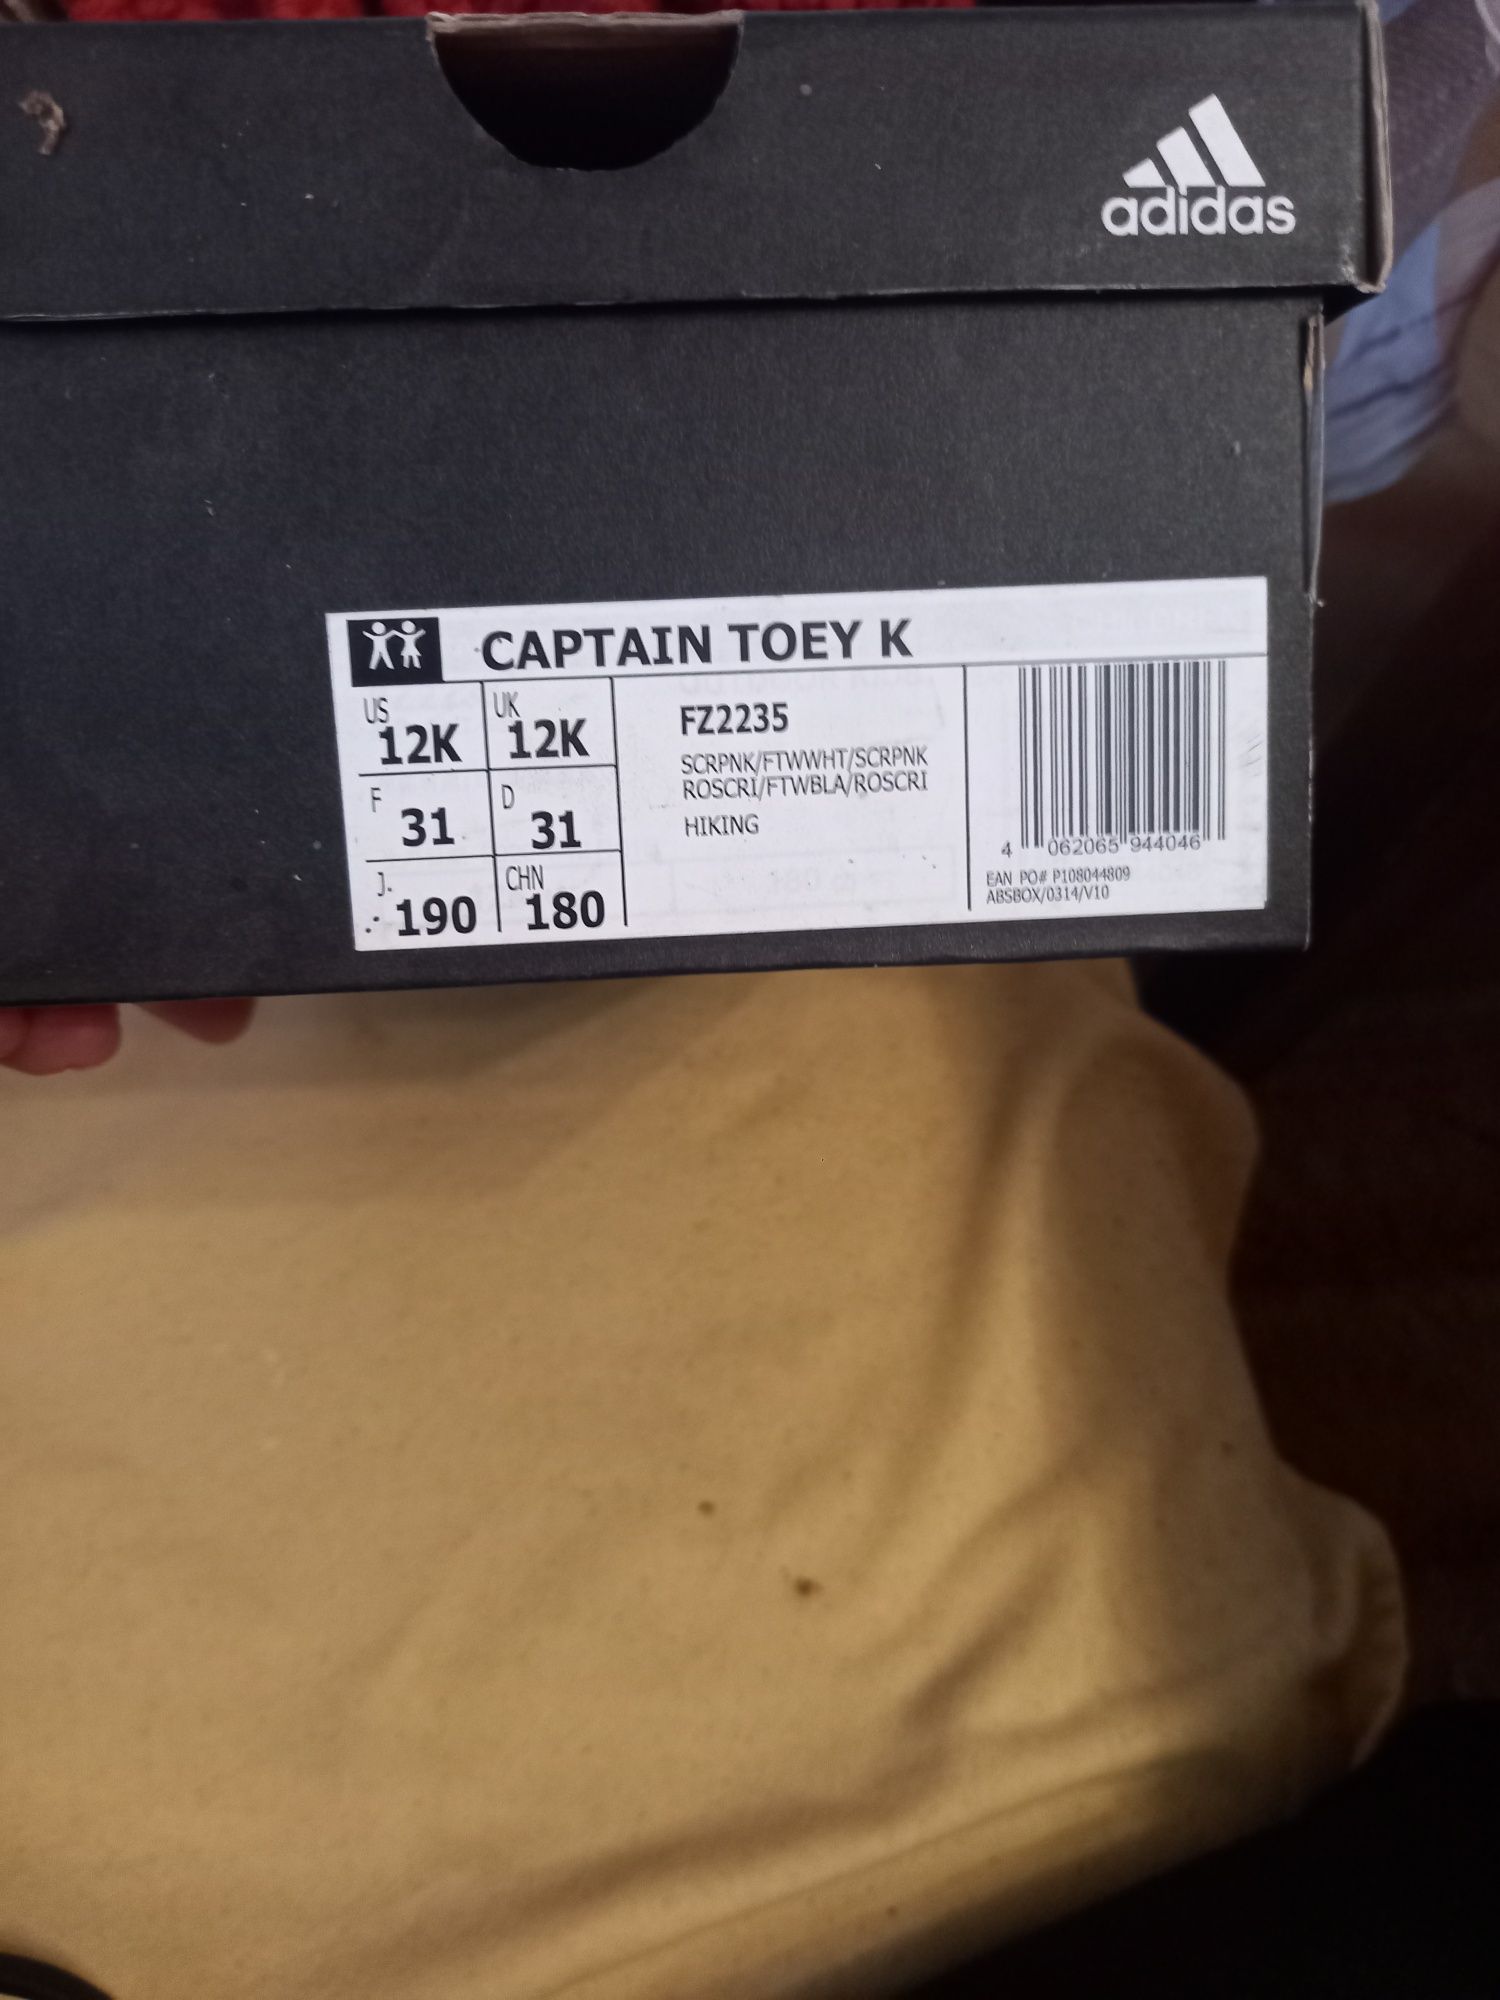 adidas
CAPTAIN TOEY K
US
12K
UK
12K
F
31
D
31
J.
190
CHN
180
FZ2235
SCRPNK/FTWWHT/SCRPNK
ROSCRI/FTWBLA/ROSCRI
HIKING
4 062065 944046
EAN PO# P108044809
ABSBOX/0314/V10